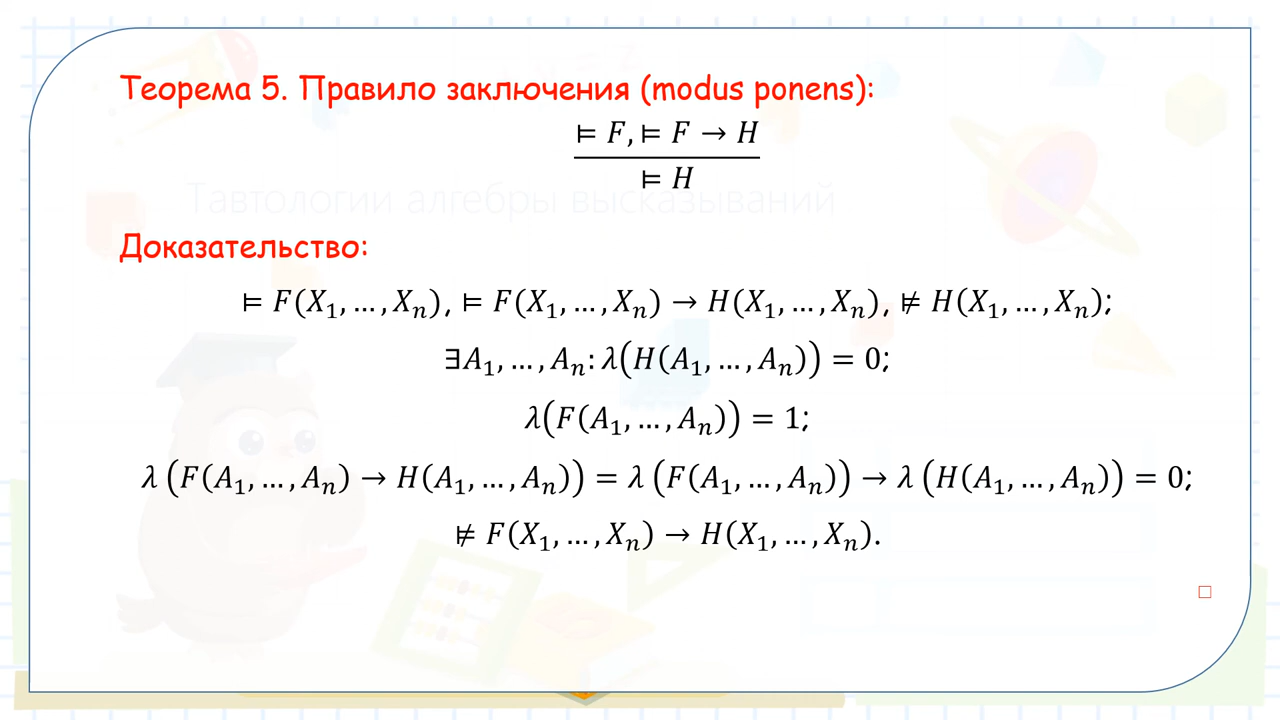 Теорема 5. Правило заключения (modus ponens):
⊨ F, ⊨ F → H
⊨ H
Тавтологии алгебры высказываний
Доказательство:
⊨ F(X₁, … , Xₙ), ⊨ F(X₁, … , Xₙ) → H(X₁, … , Xₙ), ⊭ H(X₁, … , Xₙ);
∃A₁, … , Aₙ: λ(H(A₁, … , Aₙ)) = 0;
λ(F(A₁, … , Aₙ)) = 1;
λ (F(A₁, … , Aₙ) → H(A₁, … , Aₙ)) = λ (F(A₁, … , Aₙ)) → λ (H(A₁, … , Aₙ)) = 0;
⊭ F(X₁, … , Xₙ) → H(X₁, … , Xₙ).
□